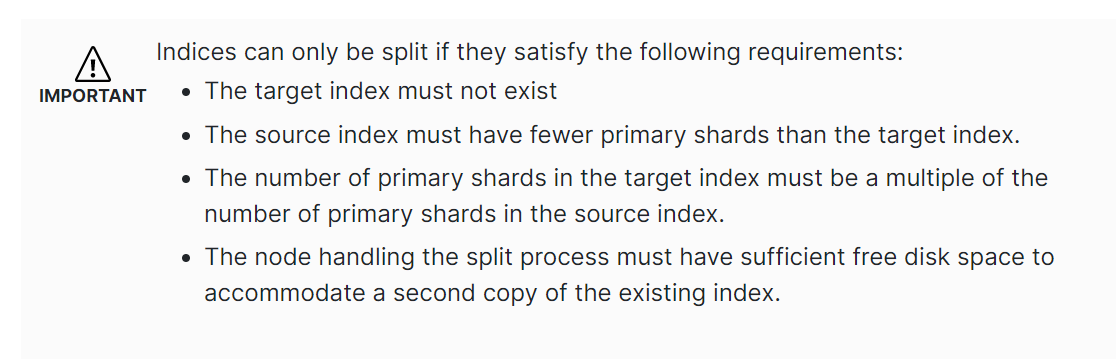 Indices can only be split if they satisfy the following requirements:
IMPORTANT
• The target index must not exist
• The source index must have fewer primary shards than the target index.
• The number of primary shards in the target index must be a multiple of the
number of primary shards in the source index.
• The node handling the split process must have sufficient free disk space to
accommodate a second copy of the existing index.